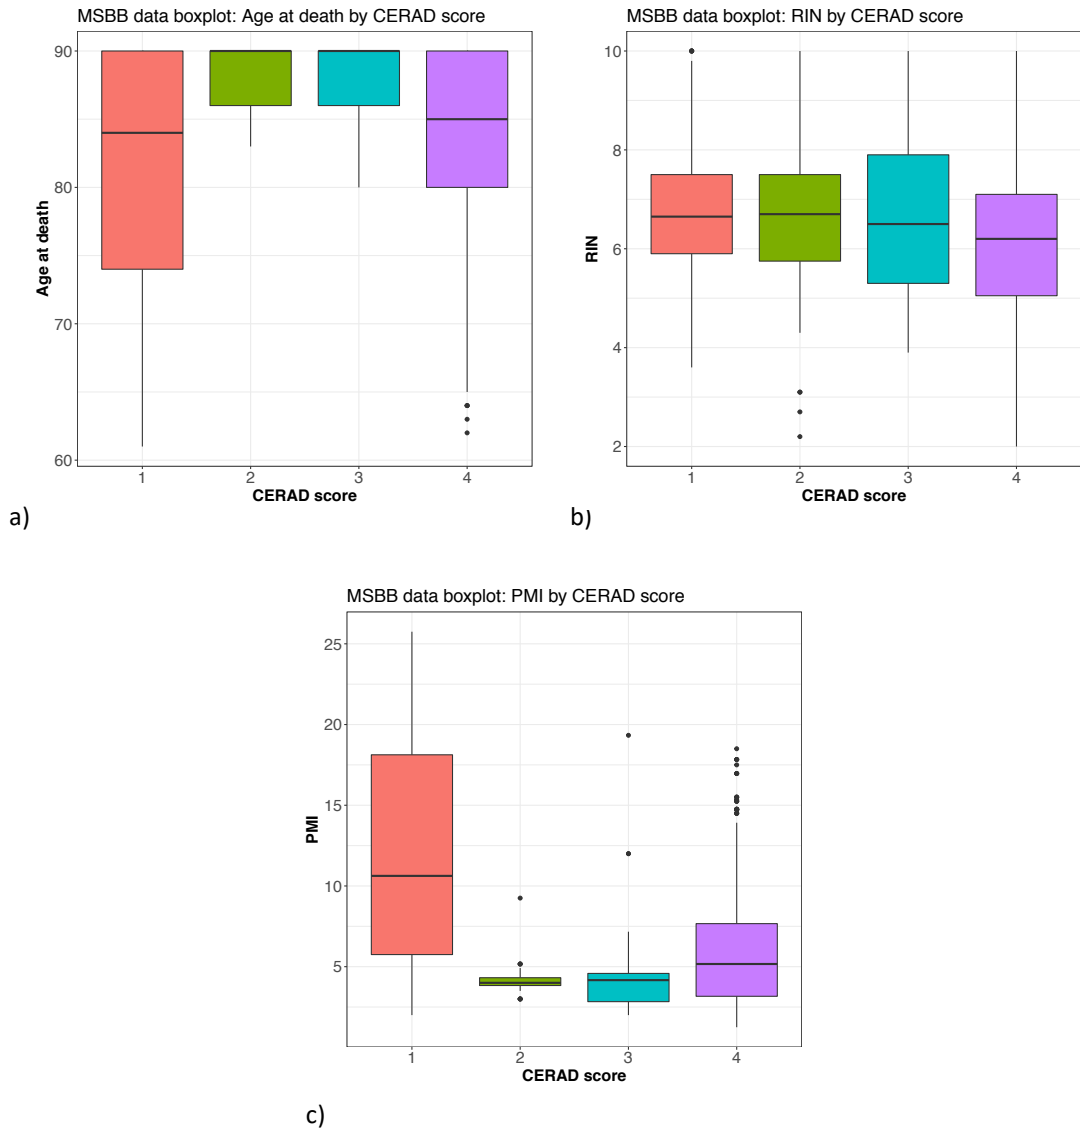 MSBB data boxplot: Age at death by CERAD score
90
80
70
60
Age at death
1 2 3 4
CERAD score
a)
MSBB data boxplot: RIN by CERAD score
10
8
6
4
2
RIN
1 2 3 4
CERAD score
b)
MSBB data boxplot: PMI by CERAD score
25
20
15
10
5
PMI
1 2 3 4
CERAD score
c)